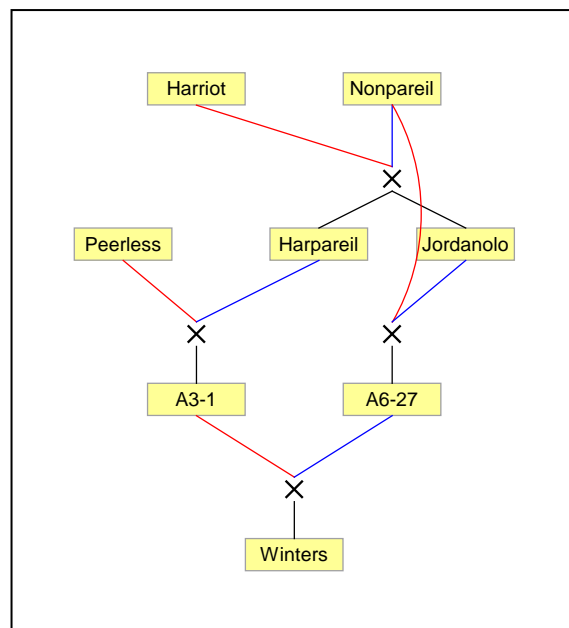 Harriot
Nonpareil
Peerless
Harpareil
Jordanolo
A3-1
A6-27
Winters